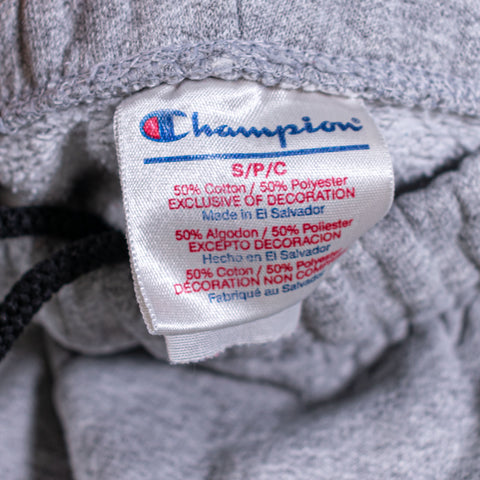 Champion
S/P/C
50% Cotton / 50% Polyester
EXCLUSIVE OF DECORATION
Made in El Salvador
50% Algodon / 50% Poliester
EXCEPTO DECORACION
Hecho en El Salvador
50% Coton / 50% Polyester
DECORATION NON
Fabriqué au Salvador